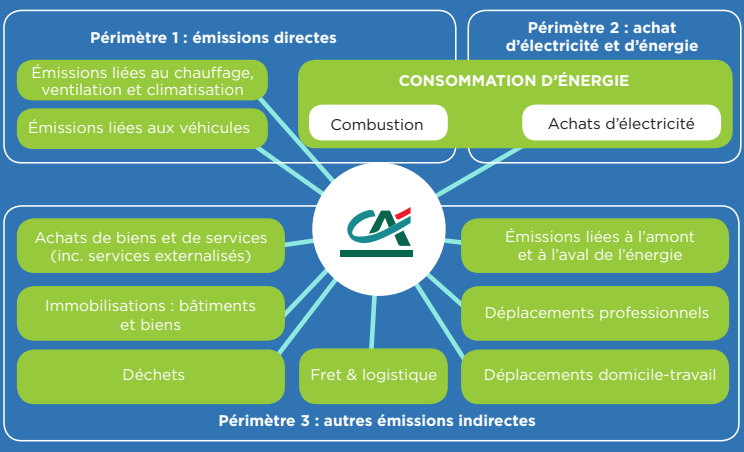 Périmètre 1 : émissions directes
Périmètre 2 : achat
d’électricité et d’énergie
Émissions liées au chauffage,
ventilation et climatisation
Émissions liées aux véhicules
CONSOMMATION D’ÉNERGIE
Combustion
Achats d’électricité
Achats de biens et de services
(inc. services externalisés)
Émissions liées à l’amont
et à l’aval de l’énergie
Immobilisations : bâtiments
et biens
Déplacements professionnels
Déchets
Fret & logistique
Déplacements domicile-travail
Périmètre 3 : autres émissions indirectes